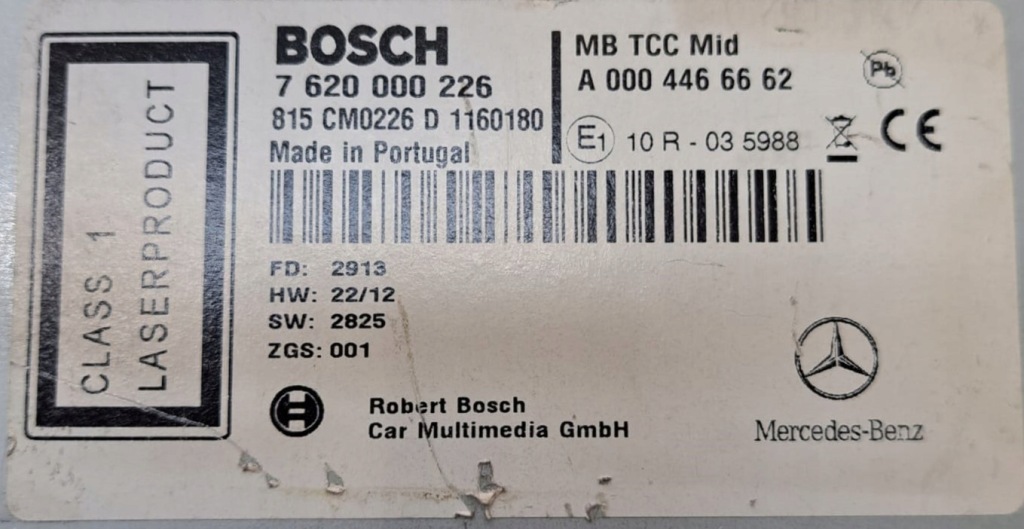 CLASS 1
LASERPRODUCT
BOSCH
7 620 000 226
815 CM0226 D 1160180
Made in Portugal
MB TCC Mid
A 000 446 66 62
Pb
E1 10 R - 03 5988
CE
FD: 2913
HW: 22/12
SW: 2825
ZGS: 001
Robert Bosch
Car Multimedia GmbH
Mercedes-Benz